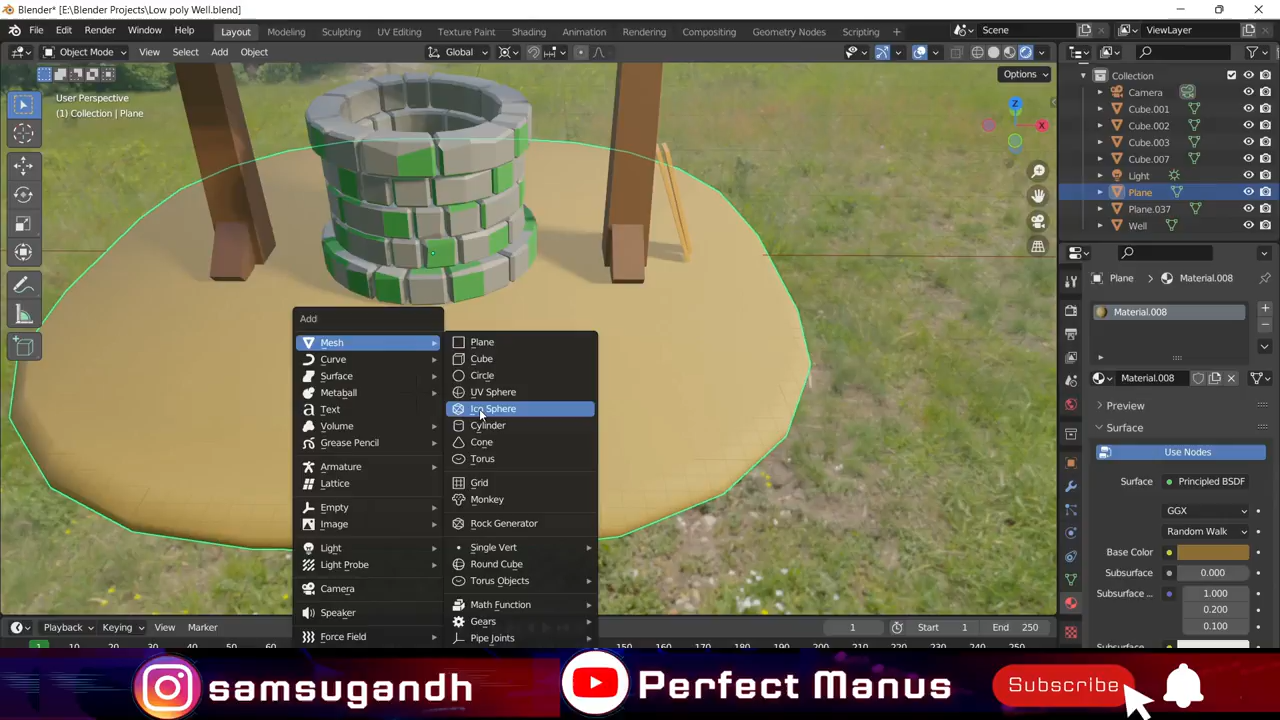 Blender* [E:\Blender Projects\Low poly Well.blend]
File Edit Render Window Help Layout Modeling Sculpting UV Editing Texture Paint Shading Animation Rendering Compositing Geometry Nodes Scripting + Scene ViewLayer
Object Mode View Select Add Object Global
Options
User Perspective
(1) Collection | Plane
Z
X
Collection
Camera
Cube.001
Cube.002
Cube.003
Cube.007
Light
Plane
Plane.037
Well
Plane > Material.008
Material.008
Material.008
Preview
Surface
Use Nodes
Surface Principled BSDF
GGX
Random Walk
Base Color
Subsurface 0.000
Subsurface ... 1.000
0.200
0.100
Add
Mesh
Curve
Surface
Metaball
Text
Volume
Grease Pencil
Armature
Lattice
Empty
Image
Light
Light Probe
Camera
Speaker
Force Field
Plane
Cube
Circle
UV Sphere
Ico Sphere
Cylinder
Cone
Torus
Grid
Monkey
Rock Generator
Single Vert
Round Cube
Torus Objects
Math Function
Gears
Pipe Joints
Playback Keying View Marker 1 Start 1 End 250
samsugandh Perfect Manus Subscribe